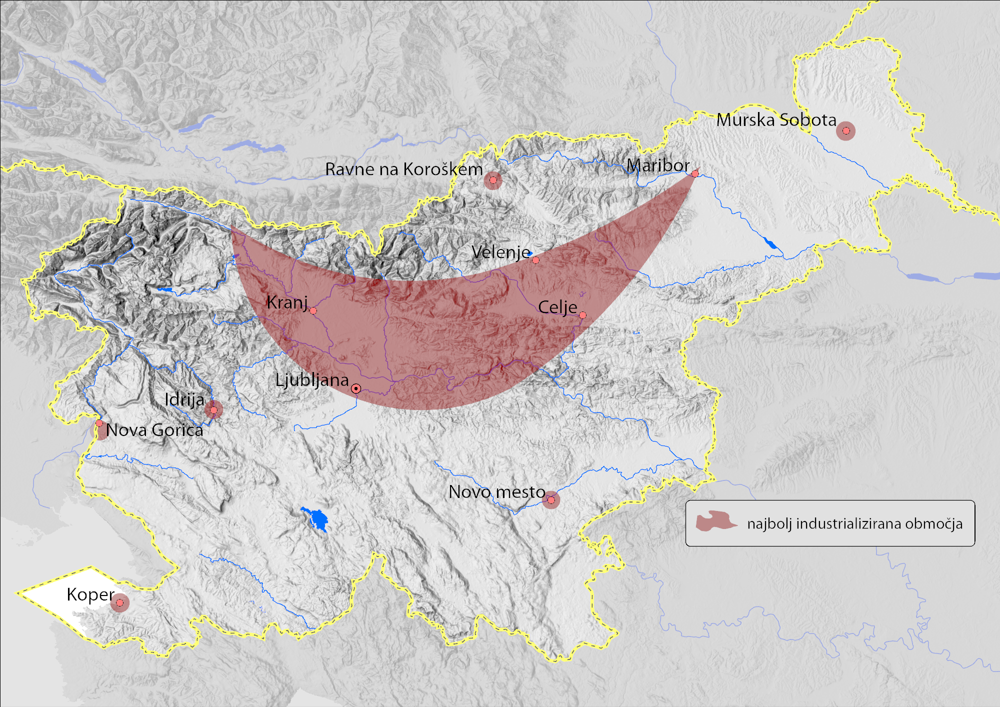 Murska Sobota
Maribor
Ravne na Koroškem
Velenje
Kranj
Celje
Ljubljana
Idrija
Nova Gorica
Novo mesto
najbolj industrializirana območja
Koper